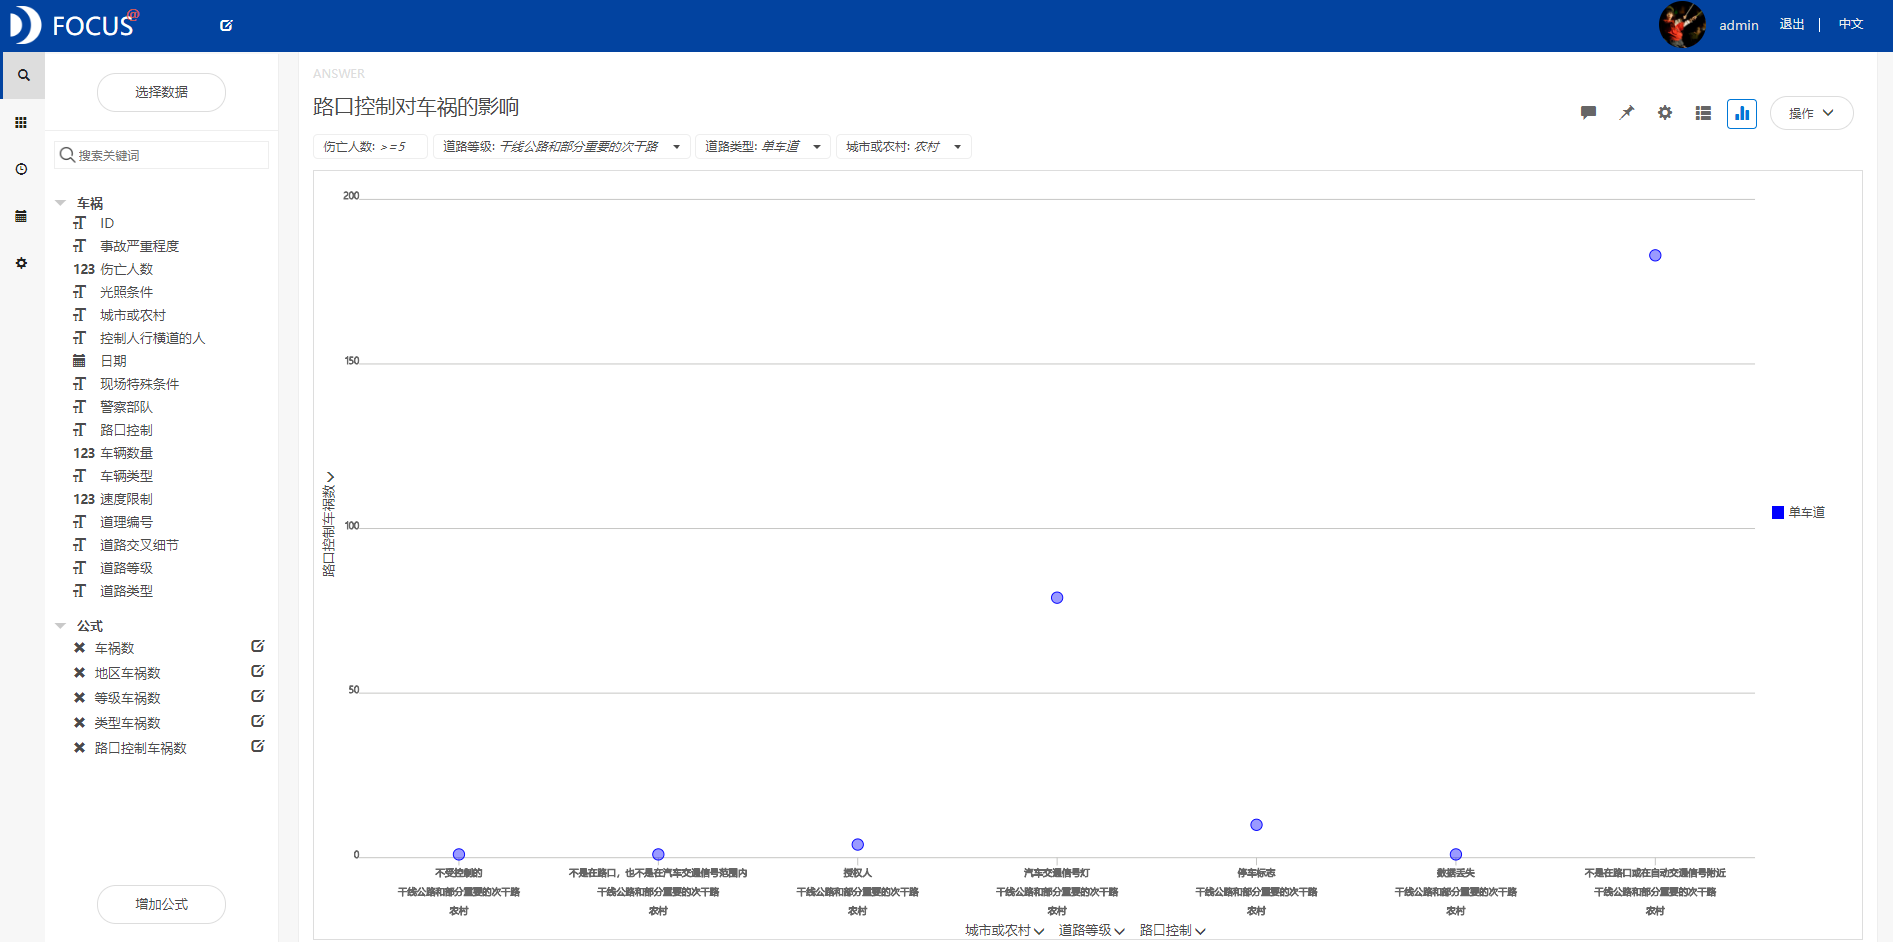 FOCUS@
admin 退出 | 中文
选择数据
搜索关键词
车祸
ID
事故严重程度
123 伤亡人数
光照条件
城市或农村
控制人行横道的人
日期
现场特殊条件
警察部队
路口控制
123 车辆数量
车辆类型
123 速度限制
道理编号
道路交叉细节
道路等级
道路类型
公式
车祸数
地区车祸数
等级车祸数
类型车祸数
路口控制车祸数
增加公式
ANSWER
路口控制对车祸的影响
操作
伤亡人数: >=5 道路等级: 干线公路和部分重要的次干路 道路类型: 单车道 城市或农村: 农村
200
150
100
50
0
路口控制车祸数
单车道
不受控制的 不是在路口，也不是在汽车交通信号范围内 授权人 汽车交通信号灯 停车标志 数据丢失 不是在路口或在自动交通信号附近
干线公路和部分重要的次干路 干线公路和部分重要的次干路 干线公路和部分重要的次干路 干线公路和部分重要的次干路 干线公路和部分重要的次干路 干线公路和部分重要的次干路 干线公路和部分重要的次干路
农村 农村 农村 农村 农村 农村 农村
城市或农村 道路等级 路口控制